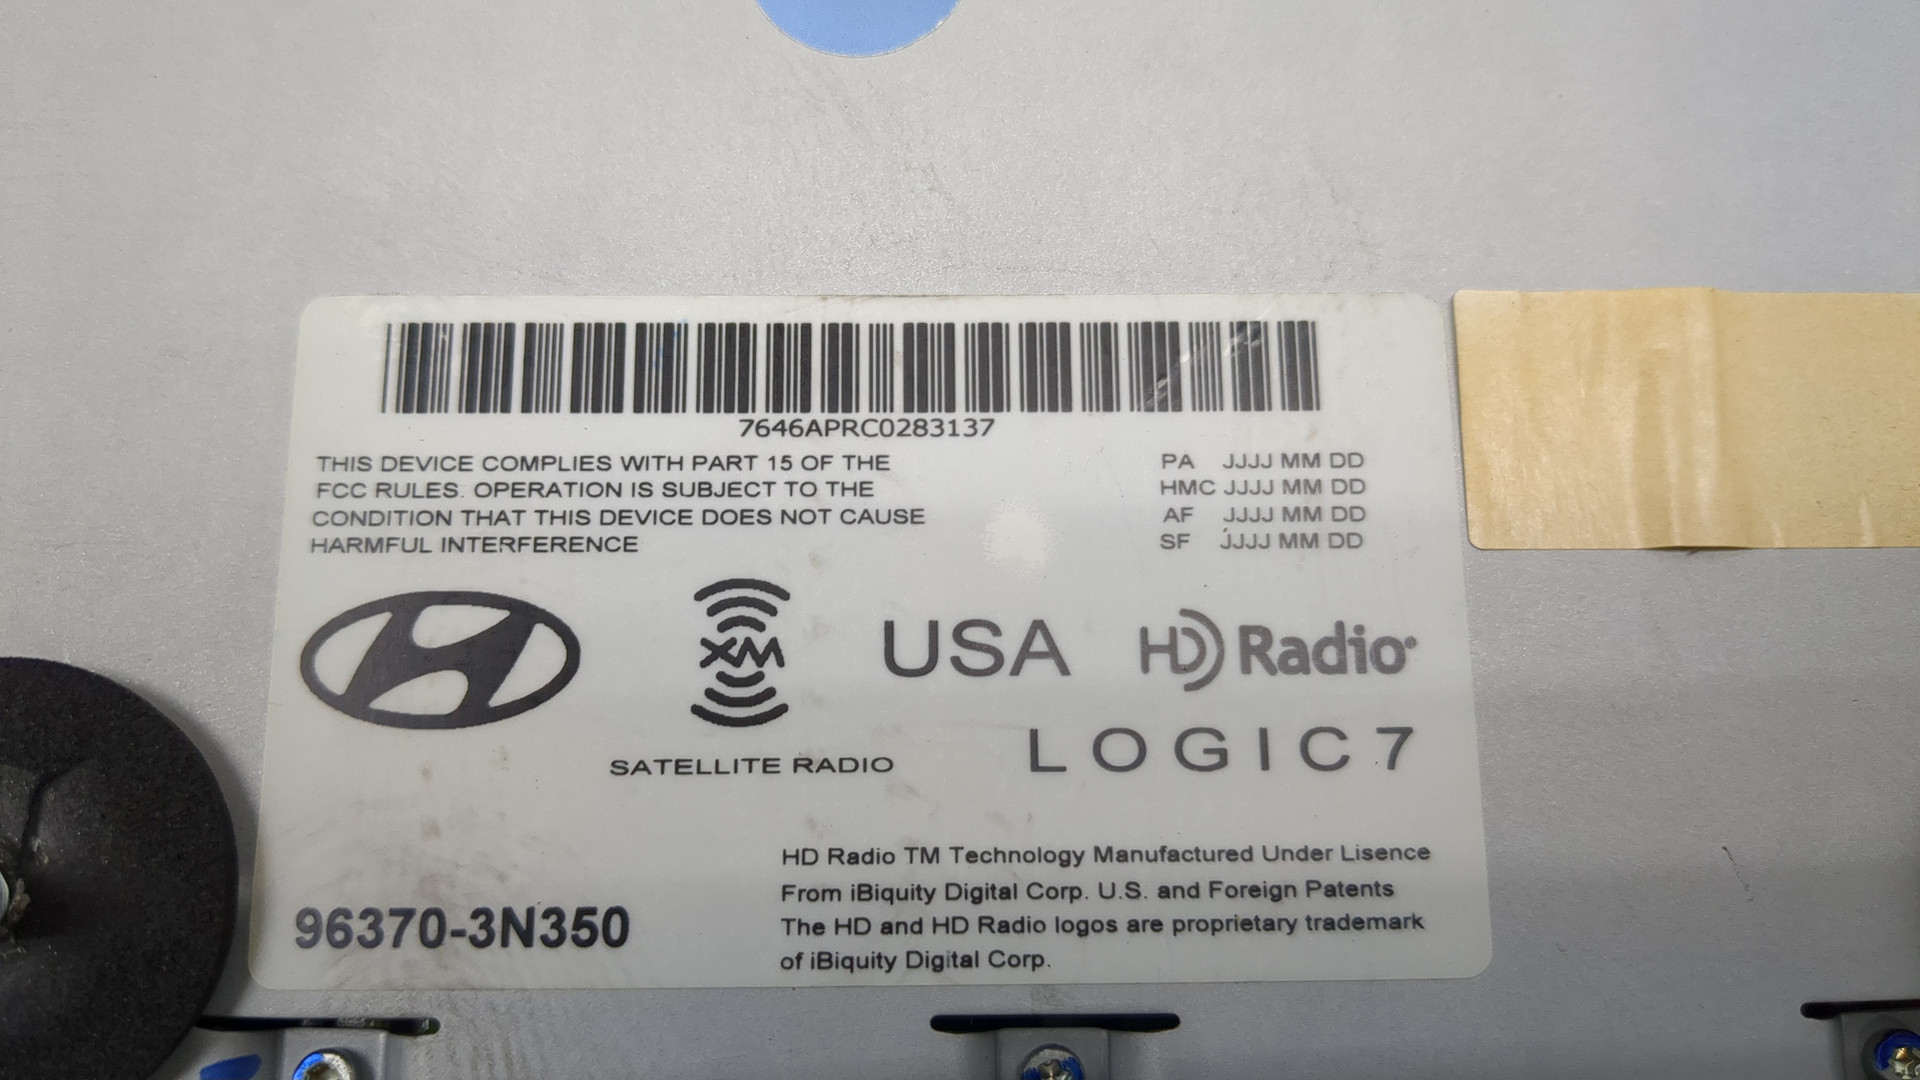 7646APRC0283137
THIS DEVICE COMPLIES WITH PART 15 OF THE
FCC RULES. OPERATION IS SUBJECT TO THE
CONDITION THAT THIS DEVICE DOES NOT CAUSE
HARMFUL INTERFERENCE
PA JJJJ MM DD
HMC JJJJ MM DD
AF JJJJ MM DD
SF JJJJ MM DD
XM
SATELLITE RADIO
USA
HD Radio
LOGIC7
96370-3N350
HD Radio TM Technology Manufactured Under Lisence
From iBiquity Digital Corp. U.S. and Foreign Patents
The HD and HD Radio logos are proprietary trademark
of iBiquity Digital Corp.